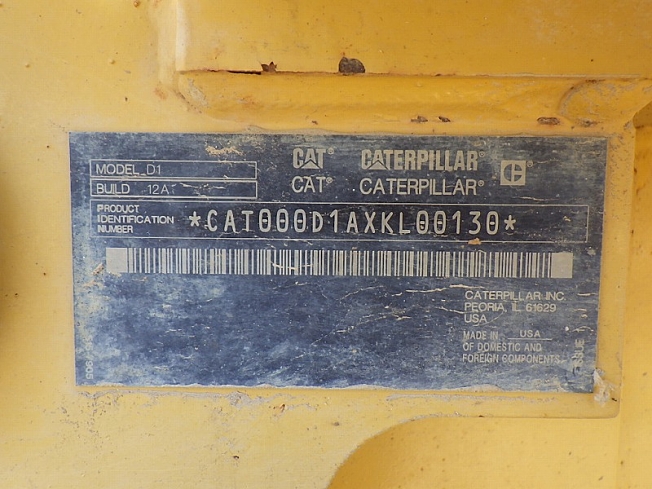 MODEL D1
BUILD 12A
CAT® CATERPILLAR ®
CAT® CATERPILLAR®
PRODUCT
IDENTIFICATION
NUMBER
*CAT000D1AXKL00130*
CATERPILLAR INC
PEORIA, IL 61629
USA
MADE IN USA
OF DOMESTIC AND
FOREIGN COMPONENTS
ISSUE